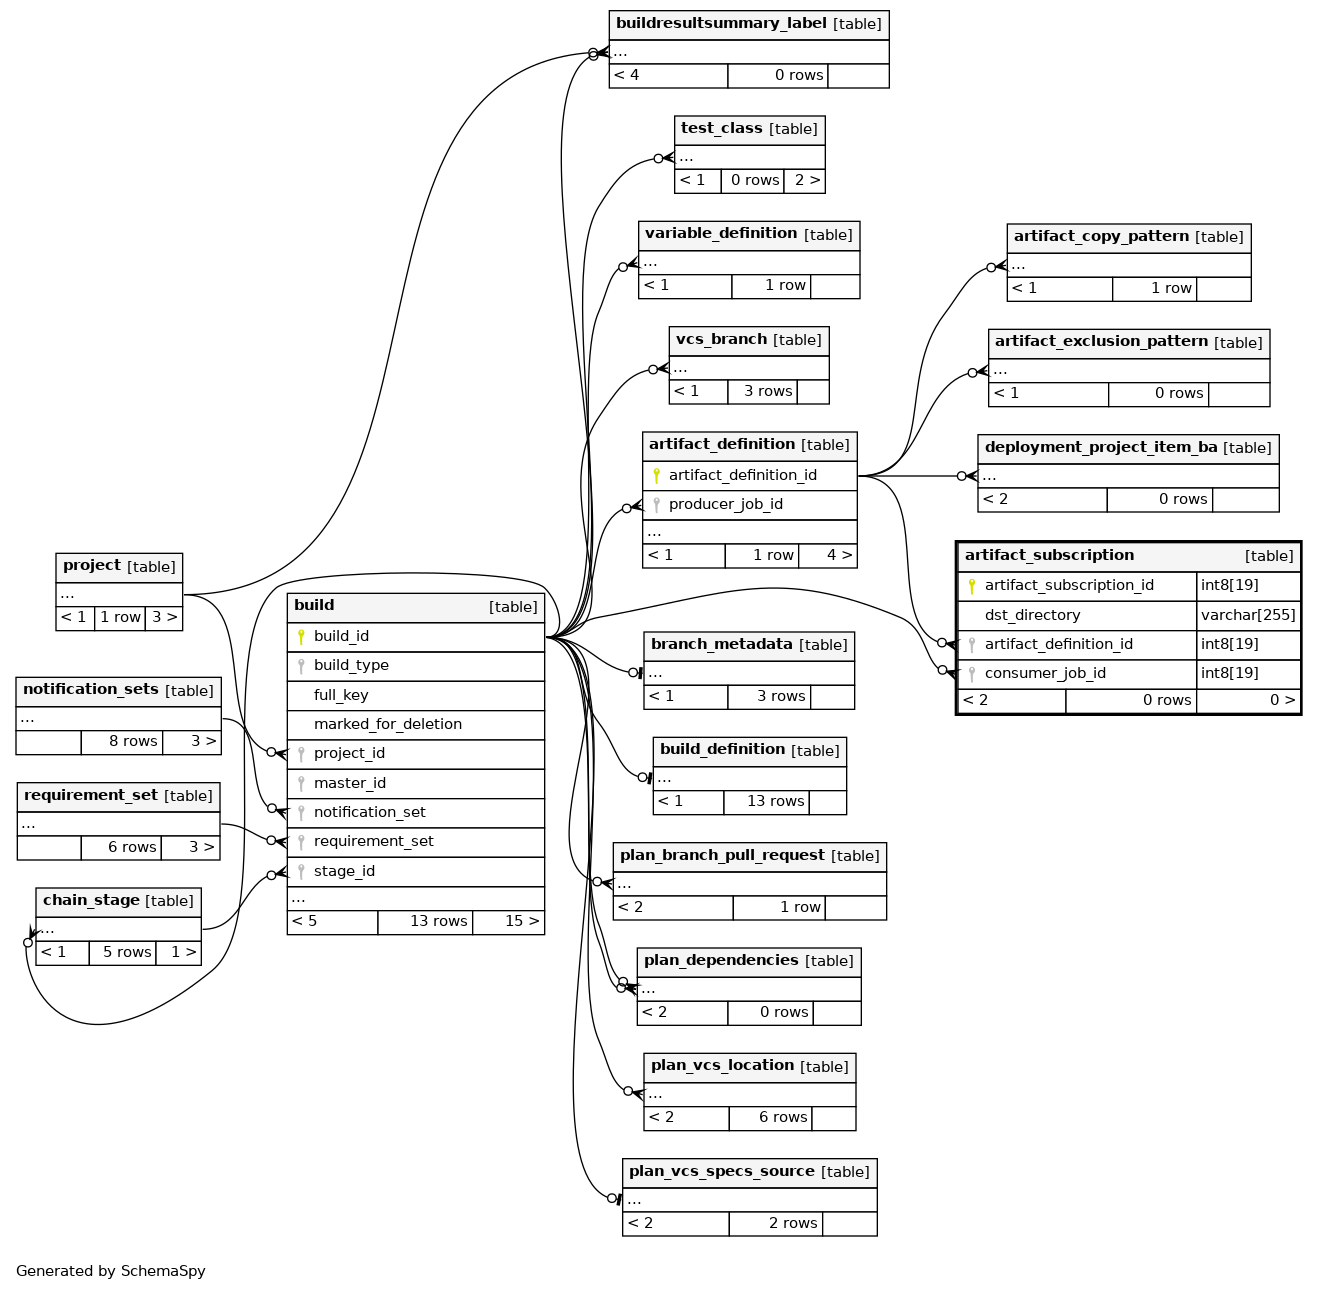 buildresultsummary_label [table]
...
< 4 0 rows
test_class [table]
...
< 1 0 rows 2 >
variable_definition [table]
...
< 1 1 row
vcs_branch [table]
...
< 1 3 rows
artifact_definition [table]
artifact_definition_id
producer_job_id
...
< 1 1 row 4 >
artifact_copy_pattern [table]
...
< 1 1 row
artifact_exclusion_pattern [table]
...
< 1 0 rows
deployment_project_item_ba [table]
...
< 2 0 rows
artifact_subscription [table]
artifact_subscription_id int8[19]
dst_directory varchar[255]
artifact_definition_id int8[19]
consumer_job_id int8[19]
< 2 0 rows 0 >
project [table]
...
< 1 1 row 3 >
notification_sets [table]
...
8 rows 3 >
requirement_set [table]
...
6 rows 3 >
chain_stage [table]
...
< 1 5 rows 1 >
build [table]
build_id
build_type
full_key
marked_for_deletion
project_id
master_id
notification_set
requirement_set
stage_id
...
< 5 13 rows 15 >
branch_metadata [table]
...
< 1 3 rows
build_definition [table]
...
< 1 13 rows
plan_branch_pull_request [table]
...
< 2 1 row
plan_dependencies [table]
...
< 2 0 rows
plan_vcs_location [table]
...
< 2 6 rows
plan_vcs_specs_source [table]
...
< 2 2 rows
Generated by SchemaSpy